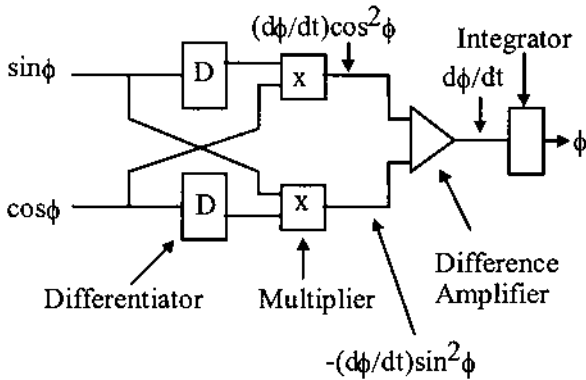 (dϕ/dt)cos²ϕ
Integrator
dϕ/dt
sinϕ
D
x
ϕ
cosϕ
D
x
Differentiator
Multiplier
Difference
Amplifier
-(dϕ/dt)sin²ϕ